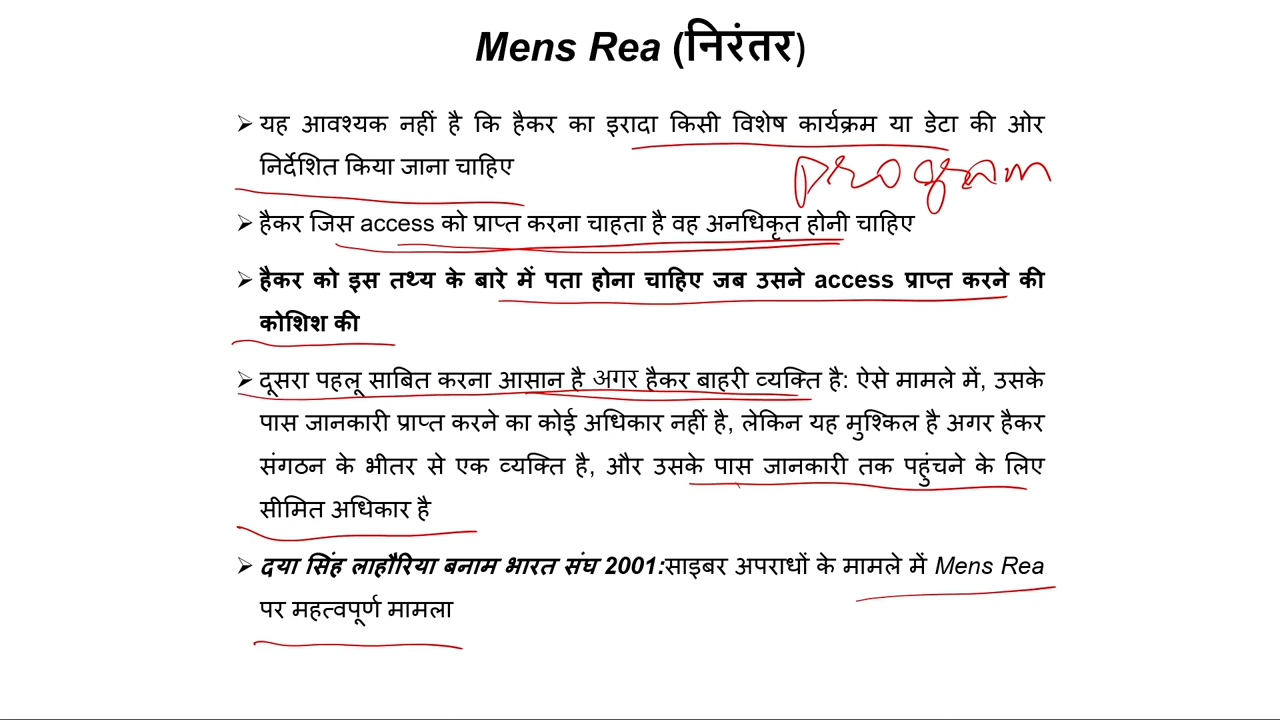 Mens Rea (निरंतर)
➢ यह आवश्यक नहीं है कि हैकर का इरादा किसी विशेष कार्यक्रम या डेटा की ओर
निर्देशित किया जाना चाहिए
program
➢ हैकर जिस access को प्राप्त करना चाहता है वह अनधिकृत होनी चाहिए
➢ हैकर को इस तथ्य के बारे में पता होना चाहिए जब उसने access प्राप्त करने की
कोशिश की
➢ दूसरा पहलू साबित करना आसान है अगर हैकर बाहरी व्यक्ति है: ऐसे मामले में, उसके
पास जानकारी प्राप्त करने का कोई अधिकार नहीं है, लेकिन यह मुश्किल है अगर हैकर
संगठन के भीतर से एक व्यक्ति है, और उसके पास जानकारी तक पहुंचने के लिए
सीमित अधिकार है
➢ दया सिंह लाहौरिया बनाम भारत संघ 2001:साइबर अपराधों के मामले में Mens Rea
पर महत्वपूर्ण मामला